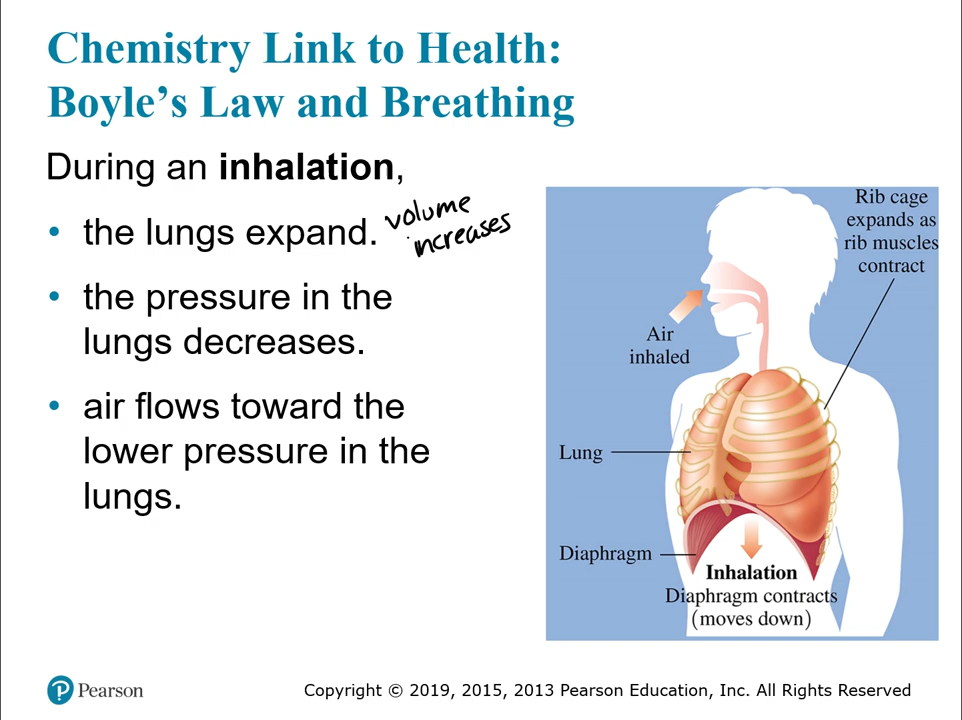 Chemistry Link to Health:
Boyle's Law and Breathing
During an inhalation,
• the lungs expand. volume
increases
• the pressure in the
lungs decreases.
• air flows toward the
lower pressure in the
lungs.
Rib cage
expands as
rib muscles
contract
Air
inhaled
Lung
Diaphragm
Inhalation
Diaphragm contracts
(moves down)
Pearson
Copyright © 2019, 2015, 2013 Pearson Education, Inc. All Rights Reserved